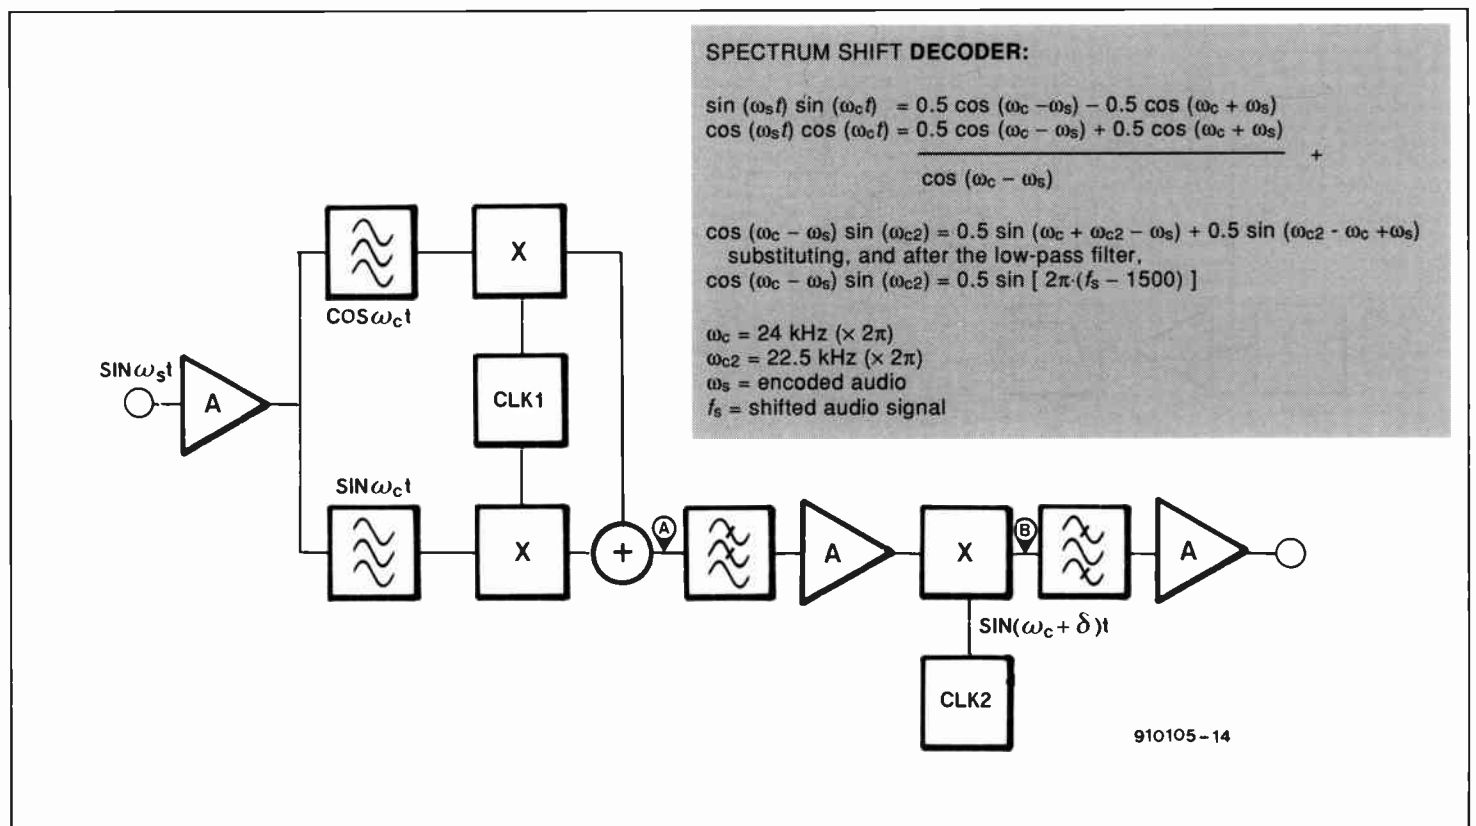 SPECTRUM SHIFT DECODER:
sin (ωst) sin (ωct) = 0.5 cos (ωc −ωs) − 0.5 cos (ωc + ωs)
cos (ωst) cos (ωct) = 0.5 cos (ωc − ωs) + 0.5 cos (ωc + ωs)
+
cos (ωc − ωs)
cos (ωc − ωs) sin (ωc2) = 0.5 sin (ωc + ωc2 − ωs) + 0.5 sin (ωc2 - ωc +ωs)
substituting, and after the low-pass filter,
cos (ωc − ωs) sin (ωc2) = 0.5 sin [ 2π·(fs − 1500) ]
ωc = 24 kHz (× 2π)
ωc2 = 22.5 kHz (× 2π)
ωs = encoded audio
fs = shifted audio signal
X
COSωct
SINωst
A
CLK1
SINωct
X
+
A
A
X
B
A
SIN(ωc + δ)t
CLK2
910105-14